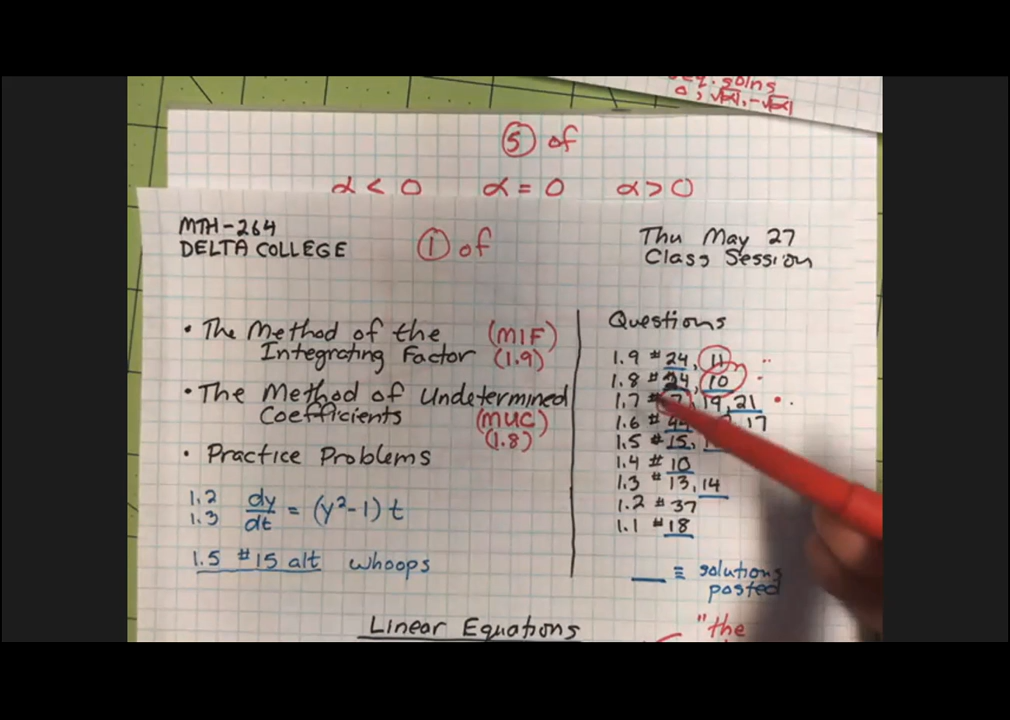 soln s
0, √α, -√α
⑤ of
α < 0 α = 0 α > 0
MTH-264
DELTA COLLEGE
① of
Thu May 27
Class Session
• The Method of the
Integrating Factor
(MIF)
(1.9)
• The Method of Undetermined
Coefficients
(MUC)
(1.8)
• Practice Problems
1.2
1.3
dy/dt = (y²-1)t
1.5 #15 alt whoops
Questions
1.9 # 24, 11
1.8 # 10
1.7 # 19, 21
1.6 # 17
1.5 # 15,
1.4 # 10
1.3 # 13, 14
1.2 # 37
1.1 # 18
__ ≡ solutions
posted
Linear Equations
"the